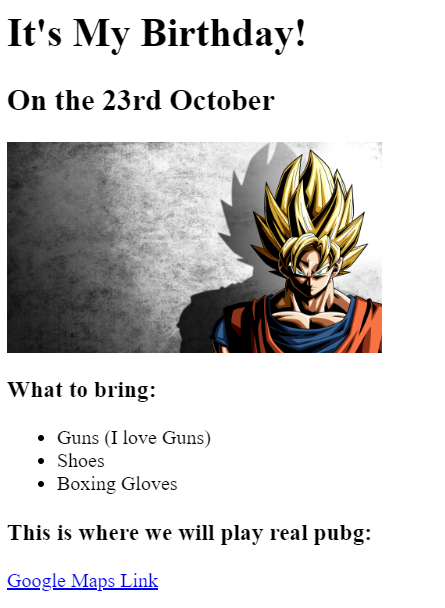 It's My Birthday!
On the 23rd October
What to bring:
Guns (I love Guns)
Shoes
Boxing Gloves
This is where we will play real pubg:
Google Maps Link